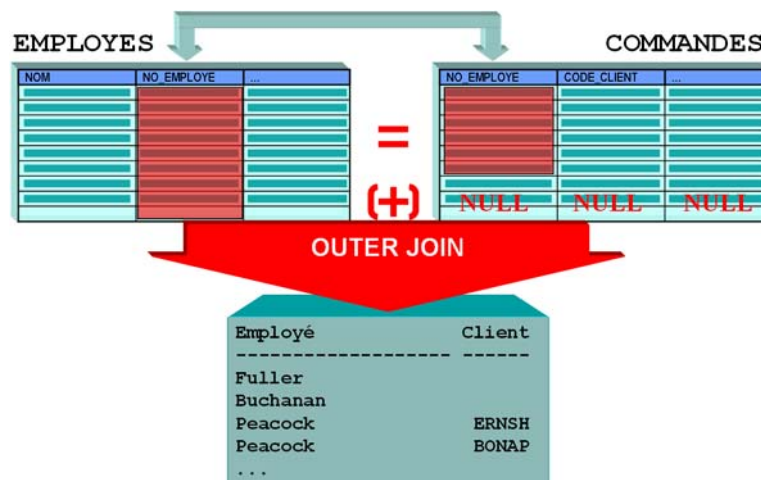 EMPLOYES COMMANDES
NOM NO_EMPLOYE ... NO_EMPLOYE CODE_CLIENT ...
=
(+) NULL NULL NULL
OUTER JOIN
Employé Client
------------------- ------
Fuller
Buchanan
Peacock ERNSH
Peacock BONAP
...